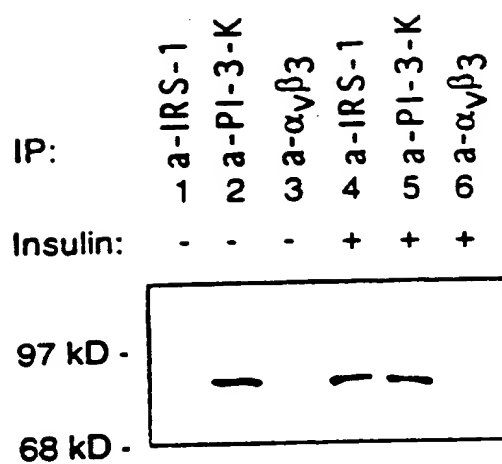 IP: a-IRS-1 a-PI-3-K a-αvβ3 a-IRS-1 a-PI-3-K a-αvβ3
1 2 3 4 5 6
Insulin: - - - + + +
97 kD -
68 kD -